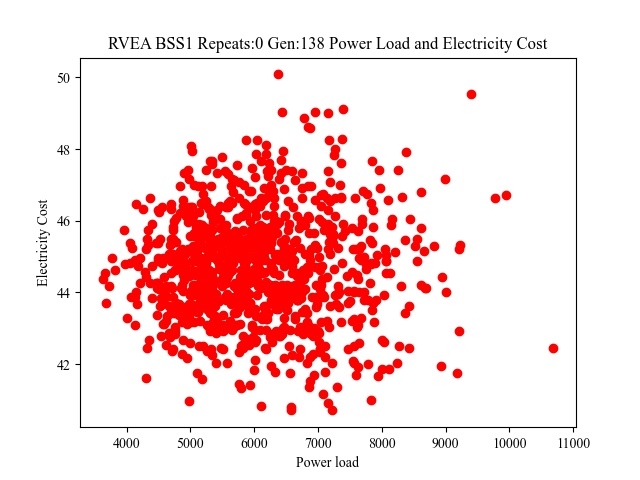 RVEA BSS1 Repeats:0 Gen:138 Power Load and Electricity Cost
50
48
46
44
42
Electricity Cost
4000 5000 6000 7000 8000 9000 10000 11000
Power load